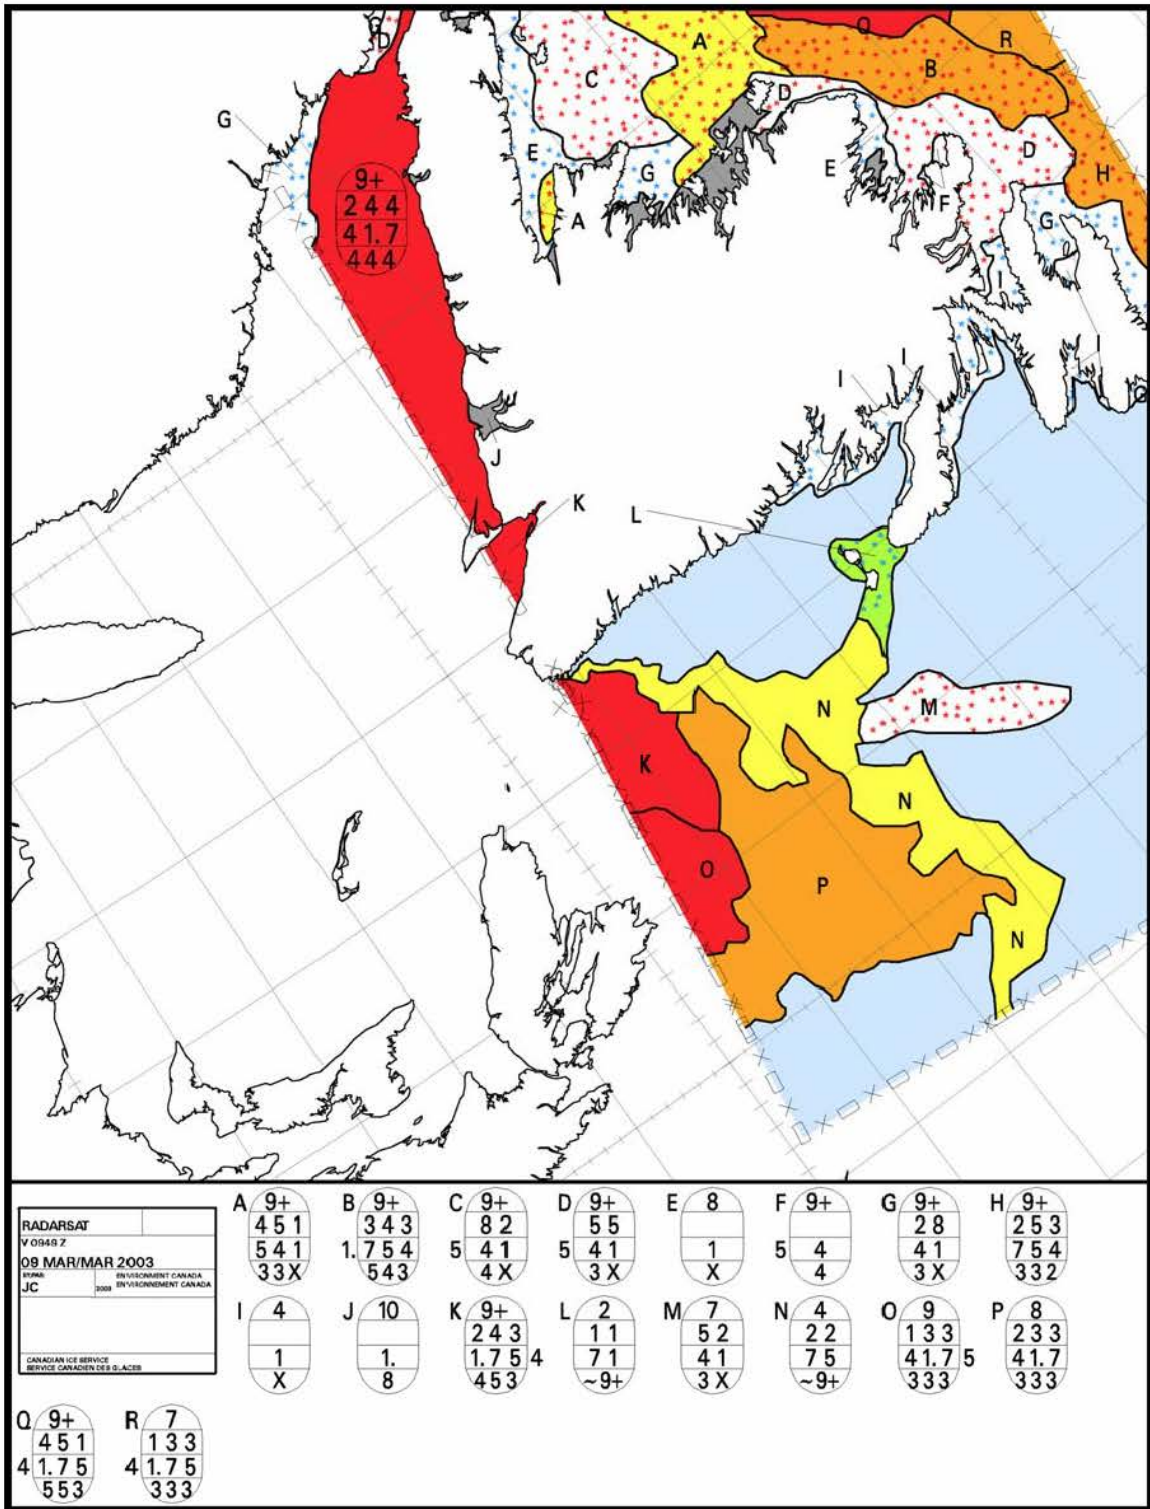 G
D
A
Q
R
C
B
D
G
E
G
E
D
H
F
G
A
I
9+
2 4 4
4 1.7
4 4 4
I
I
I
Q
J
K
L
M
N
K
N
O
P
N
RADARSAT
V 0949 Z
09 MAR/MAR 2003
JC
2003
ENVIRONMENT CANADA
ENVIRONNEMENT CANADA
CANADIAN ICE SERVICE
SERVICE CANADIEN DES GLACES
A
9+
4 5 1
5 4 1
3 3 X
B
9+
3 4 3
1. 7 5 4
5 4 3
C
9+
8 2
5 4 1
4 X
D
9+
5 5
5 4 1
3 X
E
8
1
X
F
9+
5 4
4
G
9+
2 8
4 1
3 X
H
9+
2 5 3
7 5 4
3 3 2
I
4
1
X
J
10
1.
8
K
9+
2 4 3
1.7 5 4
4 5 3
L
2
1 1
7 1
~9+
M
7
5 2
4 1
3 X
N
4
2 2
7 5
~9+
O
9
1 3 3
4 1.7 5
3 3 3
P
8
2 3 3
4 1.7
3 3 3
Q
9+
4 5 1
4 1.7 5
5 5 3
R
7
1 3 3
4 1.7 5
3 3 3